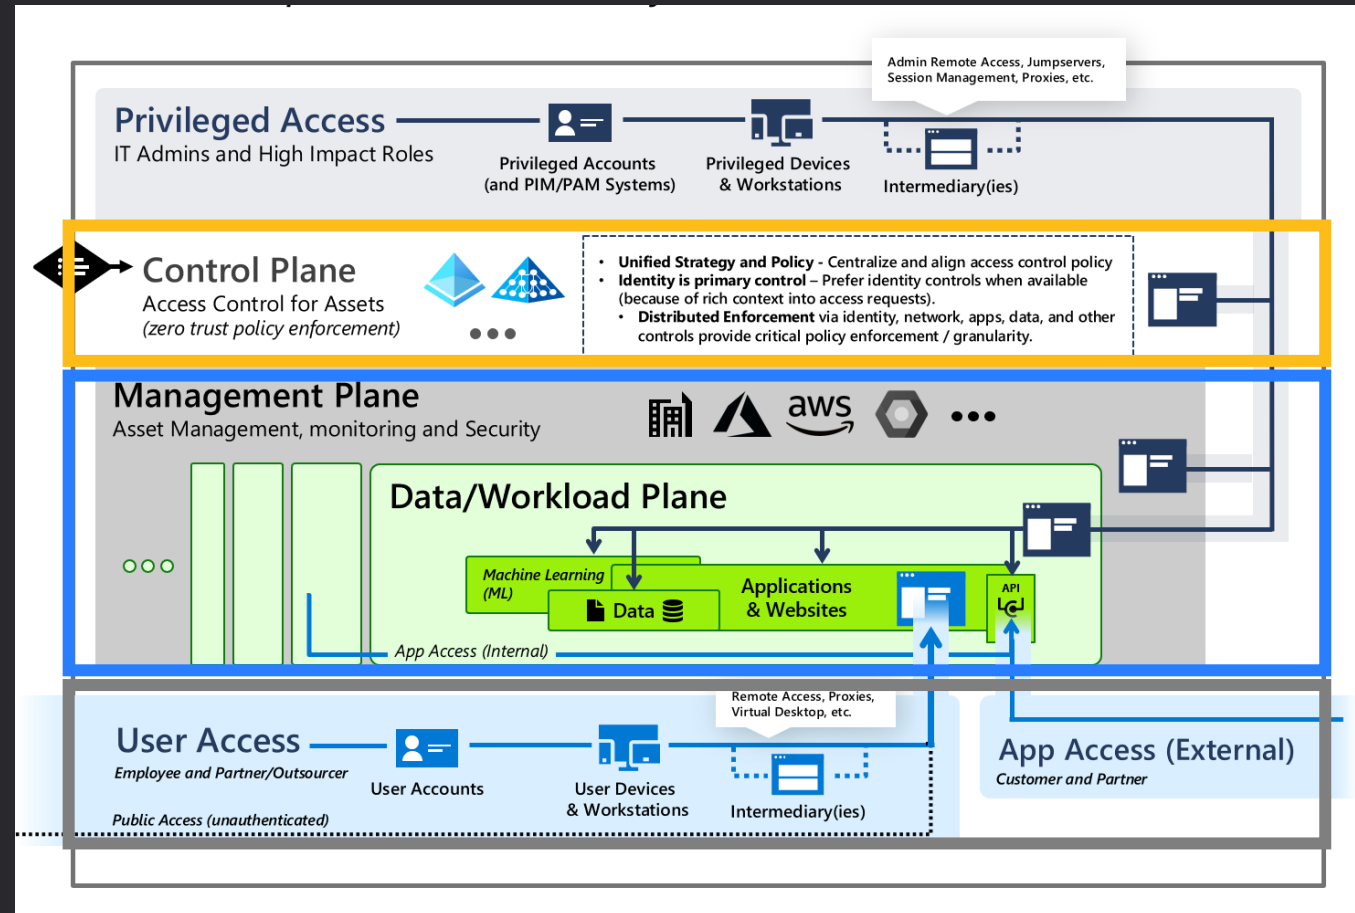 Admin Remote Access, Jumpservers,
Session Management, Proxies, etc.
Privileged Access
IT Admins and High Impact Roles
Privileged Accounts
(and PIM/PAM Systems)
Privileged Devices
& Workstations
Intermediary(ies)
Control Plane
Access Control for Assets
(zero trust policy enforcement)
• Unified Strategy and Policy - Centralize and align access control policy
• Identity is primary control – Prefer identity controls when available
(because of rich context into access requests).
• Distributed Enforcement via identity, network, apps, data, and other
controls provide critical policy enforcement / granularity.
Management Plane
Asset Management, monitoring and Security
aws
Data/Workload Plane
Machine Learning
(ML)
Data
Applications
& Websites
API
App Access (Internal)
Remote Access, Proxies,
Virtual Desktop, etc.
User Access
Employee and Partner/Outsourcer
User Accounts
User Devices
& Workstations
Intermediary(ies)
Public Access (unauthenticated)
App Access (External)
Customer and Partner